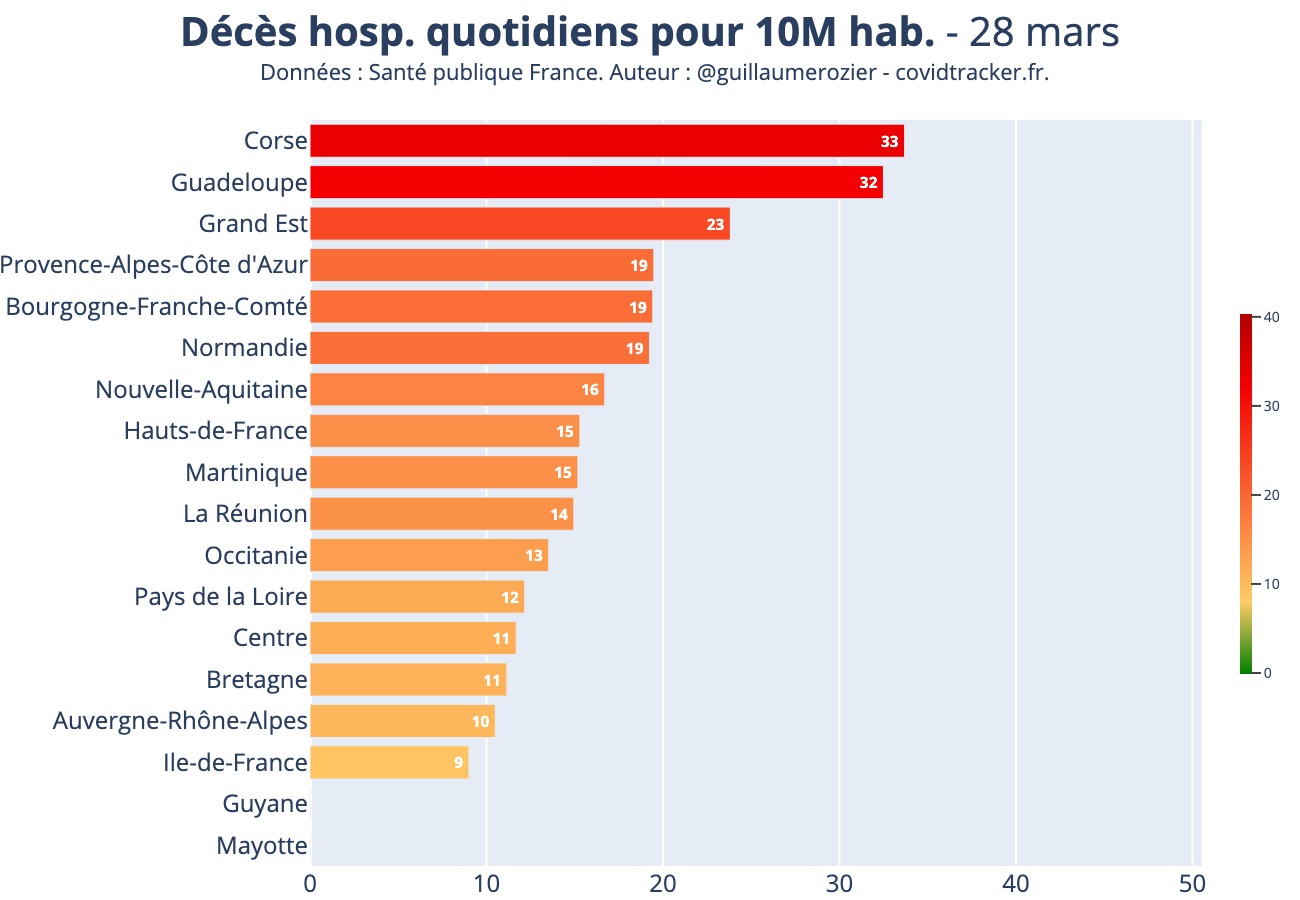 Décès hosp. quotidiens pour 10M hab. - 28 mars
Données : Santé publique France. Auteur : @guillaumerozier - covidtracker.fr.
Corse 33
Guadeloupe 32
Grand Est 23
Provence-Alpes-Côte d'Azur 19
Bourgogne-Franche-Comté 19
Normandie 19
Nouvelle-Aquitaine 16
Hauts-de-France 15
Martinique 15
La Réunion 14
Occitanie 13
Pays de la Loire 12
Centre 11
Bretagne 11
Auvergne-Rhône-Alpes 10
Ile-de-France 9
Guyane
Mayotte
0 10 20 30 40 50
40
30
20
10
0